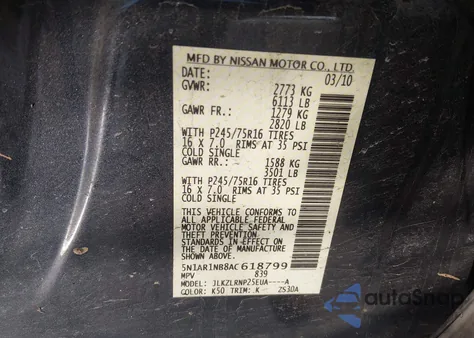 MFD BY NISSAN MOTOR CO., LTD.
DATE: 03/10
GVWR: 2773 KG
6113 LB
GAWR FR.: 1279 KG
2820 LB
WITH P245/75R16 TIRES
16 x 7.0 RIMS AT 35 PSI
COLD SINGLE
GAWR RR.: 1588 KG
3501 LB
WITH P245/75R16 TIRES
16 x 7.0 RIMS AT 35 PSI
COLD SINGLE
THIS VEHICLE CONFORMS TO
ALL APPLICABLE FEDERAL
MOTOR VEHICLE SAFETY AND
THEFT PREVENTION
STANDARDS IN EFFECT ON
THE DATE OF MANUFACTURE
SHOWN ABOVE.
5N1AR1NB8AC618799
MPV 839
MODEL: JLKZLRNP25EUA----A
COLOR: K50 TRIM: K ZS30A
autoSnap